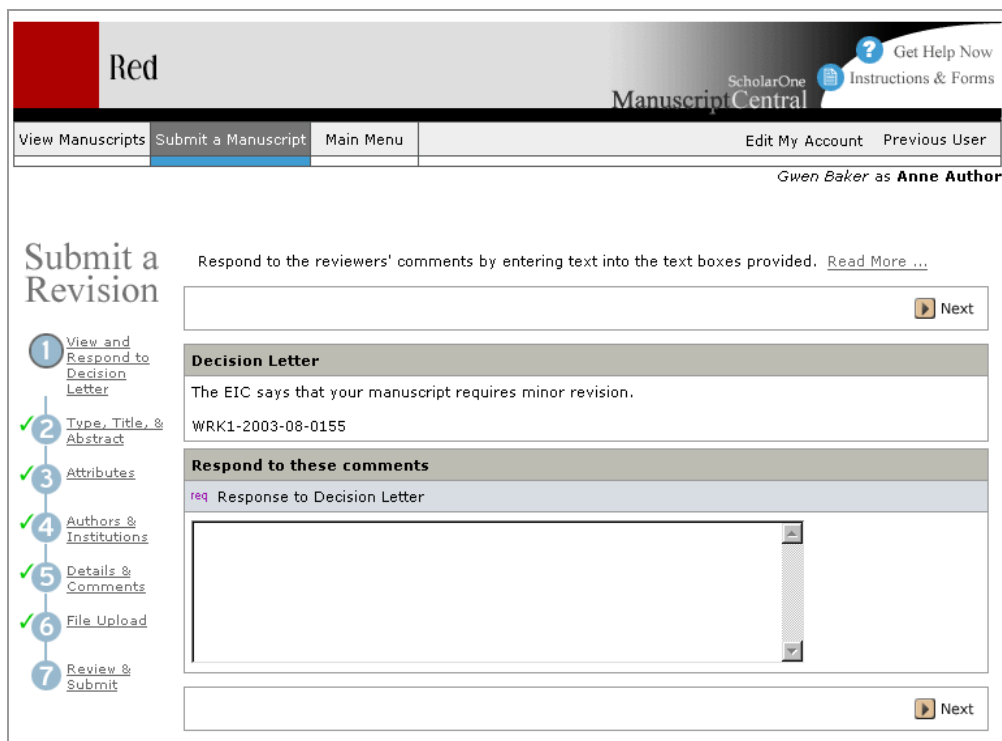 Red
Get Help Now
Instructions & Forms
ScholarOne
ManuscriptCentral
View Manuscripts Submit a Manuscript Main Menu Edit My Account Previous User
Gwen Baker as Anne Author
Submit a
Revision
Respond to the reviewers' comments by entering text into the text boxes provided. Read More ...
Next
1 View and
Respond to
Decision
Letter
2 Type, Title, &
Abstract
3 Attributes
4 Authors &
Institutions
5 Details &
Comments
6 File Upload
7 Review &
Submit
Decision Letter
The EIC says that your manuscript requires minor revision.
WRK1-2003-08-0155
Respond to these comments
req Response to Decision Letter
Next